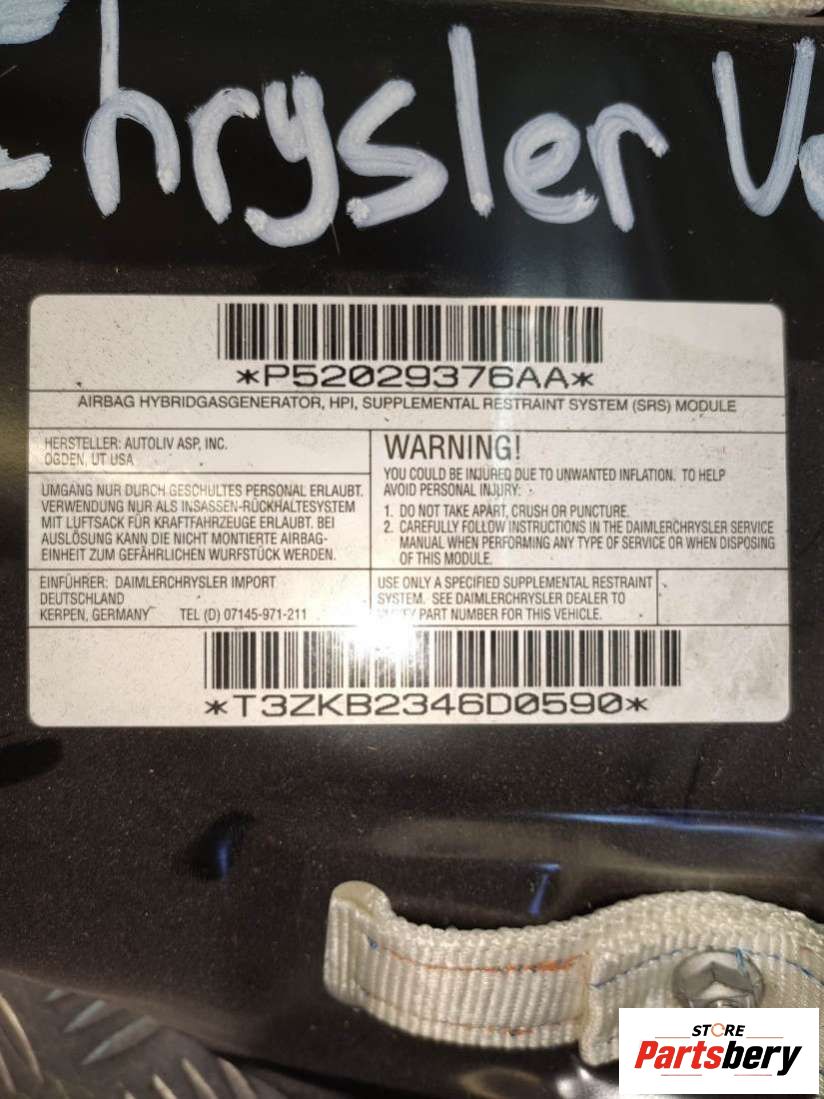 Chrysler Vo
*P52029376AA*
AIRBAG HYBRIDGASGENERATOR, HPI, SUPPLEMENTAL RESTRAINT SYSTEM (SRS) MODULE
HERSTELLER: AUTOLIV ASP, INC.
OGDEN, UT USA
UMGANG NUR DURCH GESCHULTES PERSONAL ERLAUBT.
VERWENDUNG NUR ALS INSASSEN-RÜCKHALTESYSTEM
MIT LUFTSACK FÜR KRAFTFAHRZEUGE ERLAUBT. BEI
AUSLÖSUNG KANN DIE NICHT MONTIERTE AIRBAG-
EINHEIT ZUM GEFÄHRLICHEN WURFSTÜCK WERDEN.
EINFÜHRER: DAIMLERCHRYSLER IMPORT
DEUTSCHLAND
KERPEN, GERMANY TEL (D) 07145-971-211
WARNING!
YOU COULD BE INJURED DUE TO UNWANTED INFLATION. TO HELP
AVOID PERSONAL INJURY:
1. DO NOT TAKE APART, CRUSH OR PUNCTURE.
2. CAREFULLY FOLLOW INSTRUCTIONS IN THE DAIMLERCHRYSLER SERVICE
MANUAL WHEN PERFORMING ANY TYPE OF SERVICE OR WHEN DISPOSING
OF THIS MODULE.
USE ONLY A SPECIFIED SUPPLEMENTAL RESTRAINT
SYSTEM. SEE DAIMLERCHRYSLER DEALER TO
PART NUMBER FOR THIS VEHICLE.
*T3ZKB2346D0590*
STORE
Partsbery